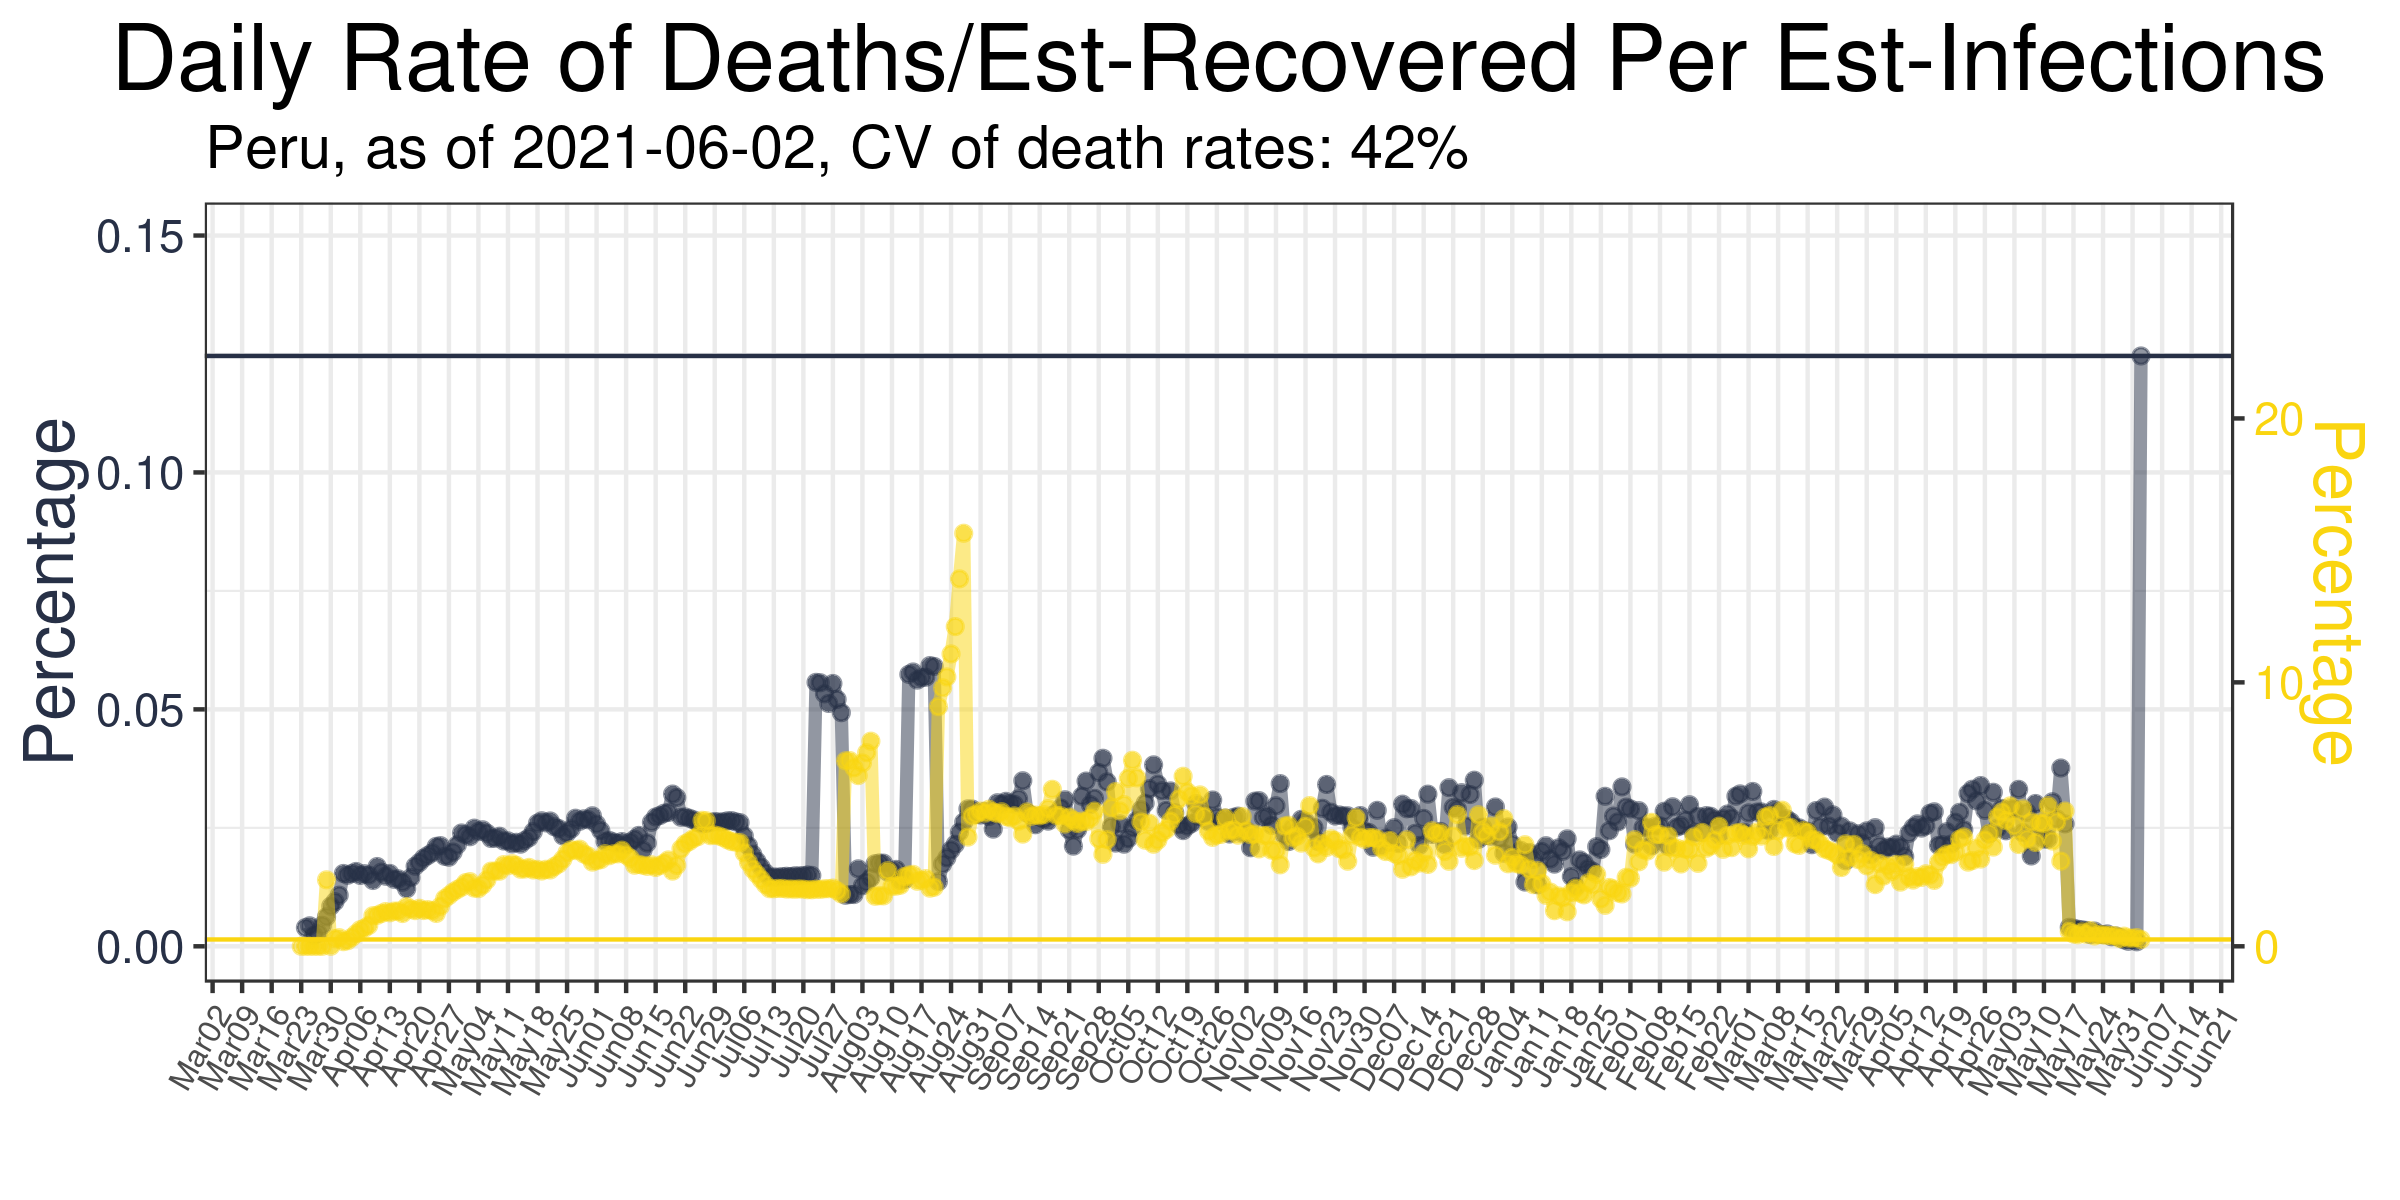 Daily Rate of Deaths/Est-Recovered Per Est-Infections
Peru, as of 2021-06-02, CV of death rates: 42%
Percentage
0.15
0.10
0.05
0.00
20
10
0
Percentage
Mar02
Mar09
Mar16
Mar23
Mar30
Apr06
Apr13
Apr20
Apr27
May04
May11
May18
May25
Jun01
Jun08
Jun15
Jun22
Jun29
Jul06
Jul13
Jul20
Jul27
Aug03
Aug10
Aug17
Aug24
Aug31
Sep07
Sep14
Sep21
Sep28
Oct05
Oct12
Oct19
Oct26
Nov02
Nov09
Nov16
Nov23
Nov30
Dec07
Dec14
Dec21
Dec28
Jan04
Jan11
Jan18
Jan25
Feb01
Feb08
Feb15
Feb22
Mar01
Mar08
Mar15
Mar22
Mar29
Apr05
Apr12
Apr19
Apr26
May03
May10
May17
May24
May31
Jun07
Jun14
Jun21